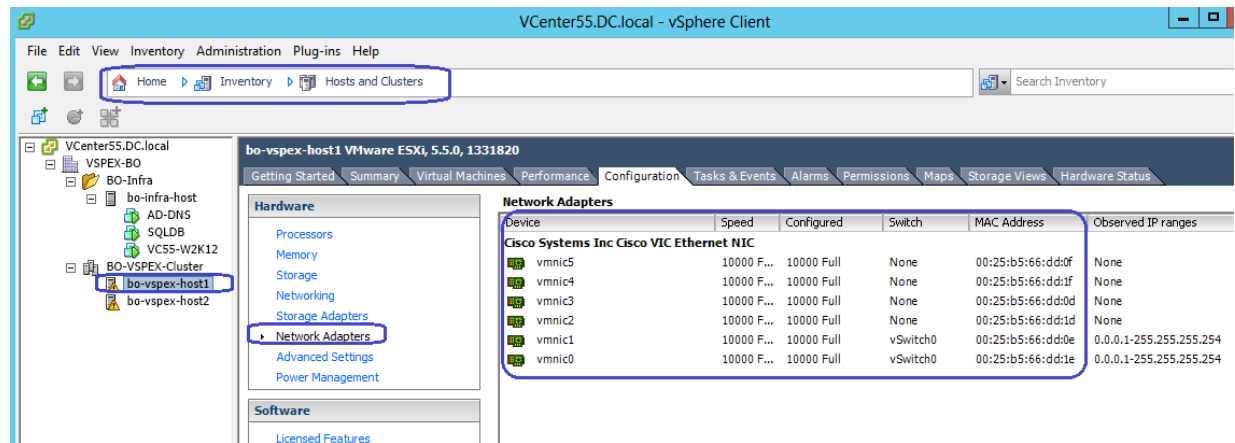 VCenter55.DC.local - vSphere Client
File Edit View Inventory Administration Plug-ins Help
Home Inventory Hosts and Clusters
Search Inventory
VCenter55.DC.local
VSPEX-BO
BO-Infra
bo-infra-host
AD-DNS
SQLDB
VC55-W2K12
BO-VSPEX-Cluster
bo-vspex-host1
bo-vspex-host2
bo-vspex-host1 VMware ESXi, 5.5.0, 1331820
Getting Started Summary Virtual Machines Performance Configuration Tasks & Events Alarms Permissions Maps Storage Views Hardware Status
Hardware
Processors
Memory
Storage
Networking
Storage Adapters
Network Adapters
Advanced Settings
Power Management
Software
Licensed Features
Network Adapters
Device Speed Configured Switch MAC Address Observed IP ranges
Cisco Systems Inc Cisco VIC Ethernet NIC
vmnic5 10000 F... 10000 Full None 00:25:b5:66:dd:0f None
vmnic4 10000 F... 10000 Full None 00:25:b5:66:dd:1f None
vmnic3 10000 F... 10000 Full None 00:25:b5:66:dd:0d None
vmnic2 10000 F... 10000 Full None 00:25:b5:66:dd:1d None
vmnic1 10000 F... 10000 Full vSwitch0 00:25:b5:66:dd:0e 0.0.0.1-255.255.255.254
vmnic0 10000 F... 10000 Full vSwitch0 00:25:b5:66:dd:1e 0.0.0.1-255.255.255.254